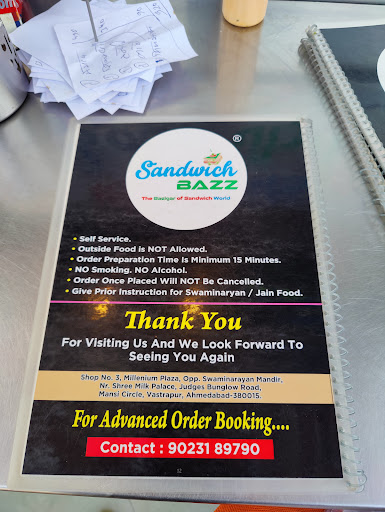 ®
Sandwich
BAZZ
The Baazigar of Sandwich World
• Self Service.
• Outside Food is NOT Allowed.
• Order Preparation Time Is Minimum 15 Minutes.
• NO Smoking. NO Alcohol.
• Order Once Placed Will NOT Be Cancelled.
• Give Prior Instruction for Swaminaryan / Jain Food.
Thank You
For Visiting Us And We Look Forward To
Seeing You Again
Shop No. 3, Millenium Plaza, Opp. Swaminarayan Mandir,
Nr. Shree Milk Palace, Judges Bunglow Road,
Mansi Circle, Vastrapur, Ahmedabad-380015.
For Advanced Order Booking....
Contact : 90231 89790